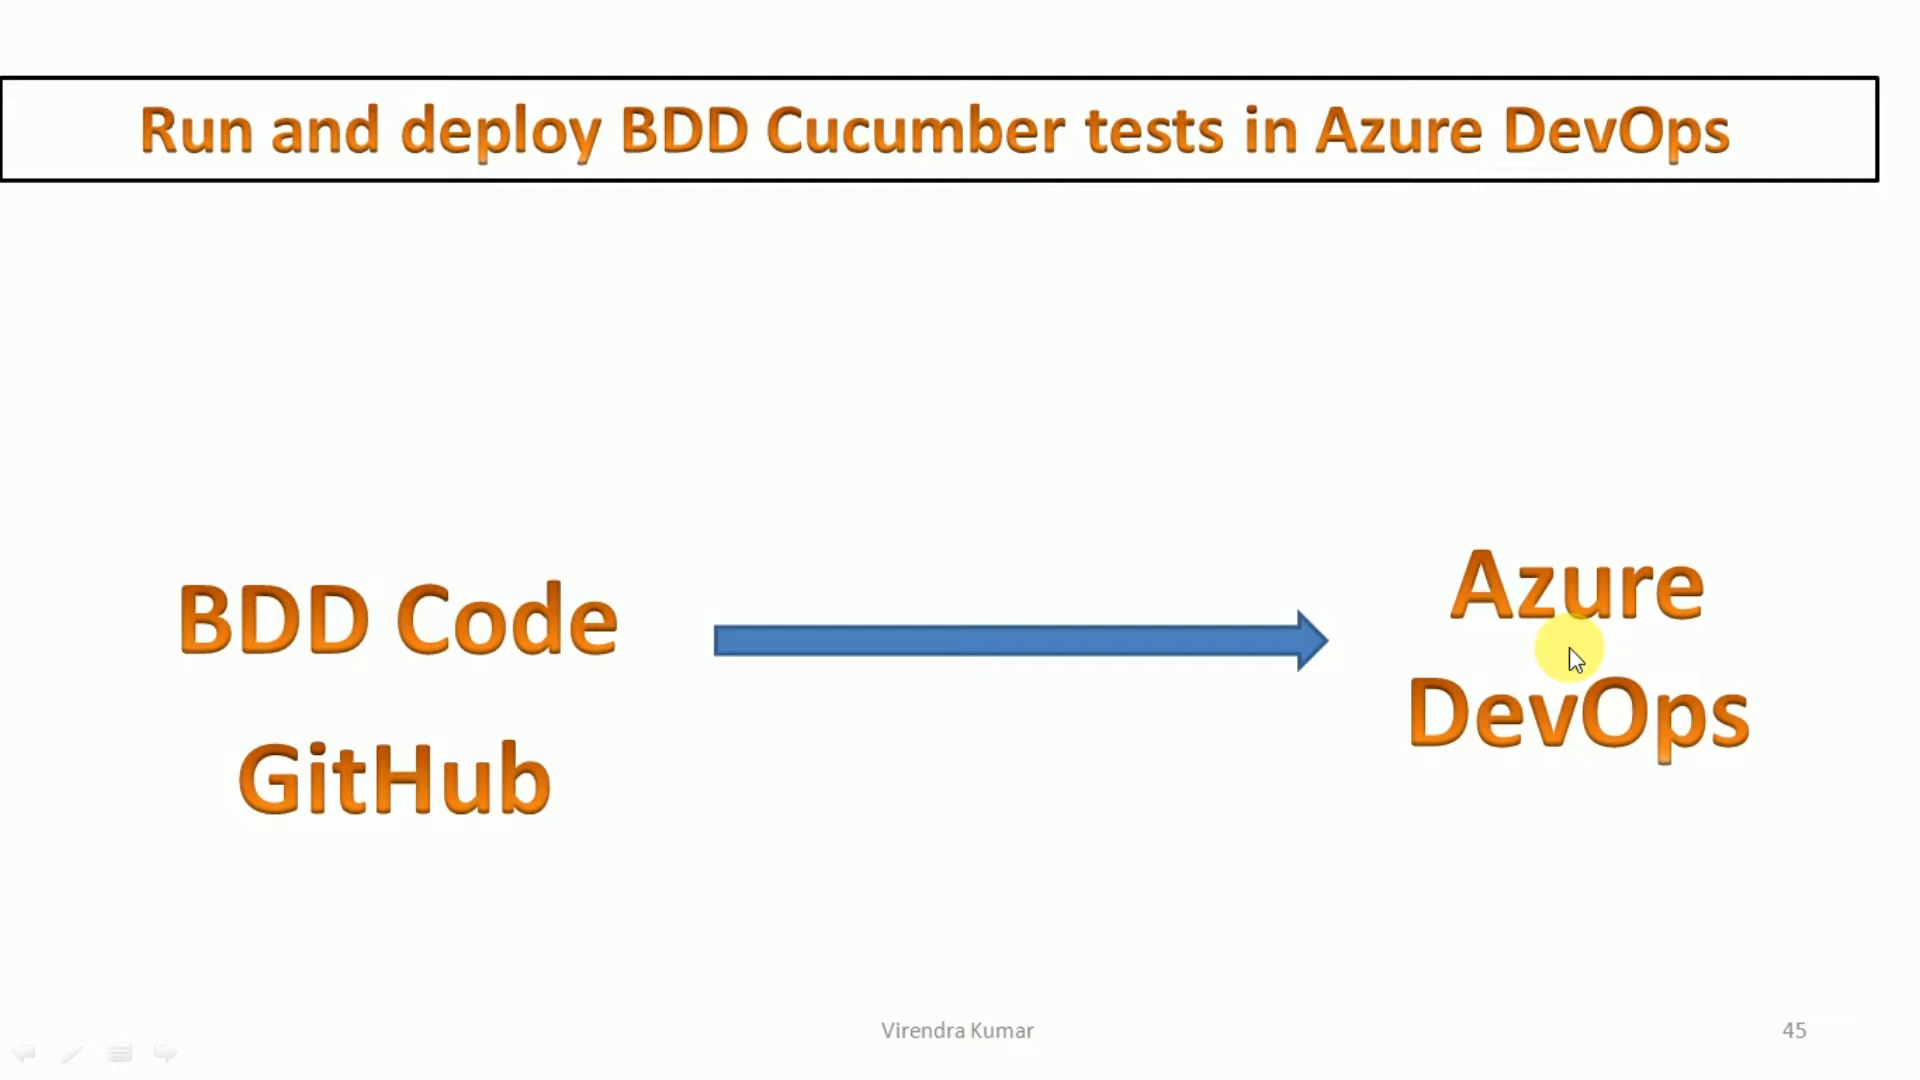 Run and deploy BDD Cucumber tests in Azure DevOps
BDD Code
GitHub
Azure
DevOps
Virendra Kumar
45